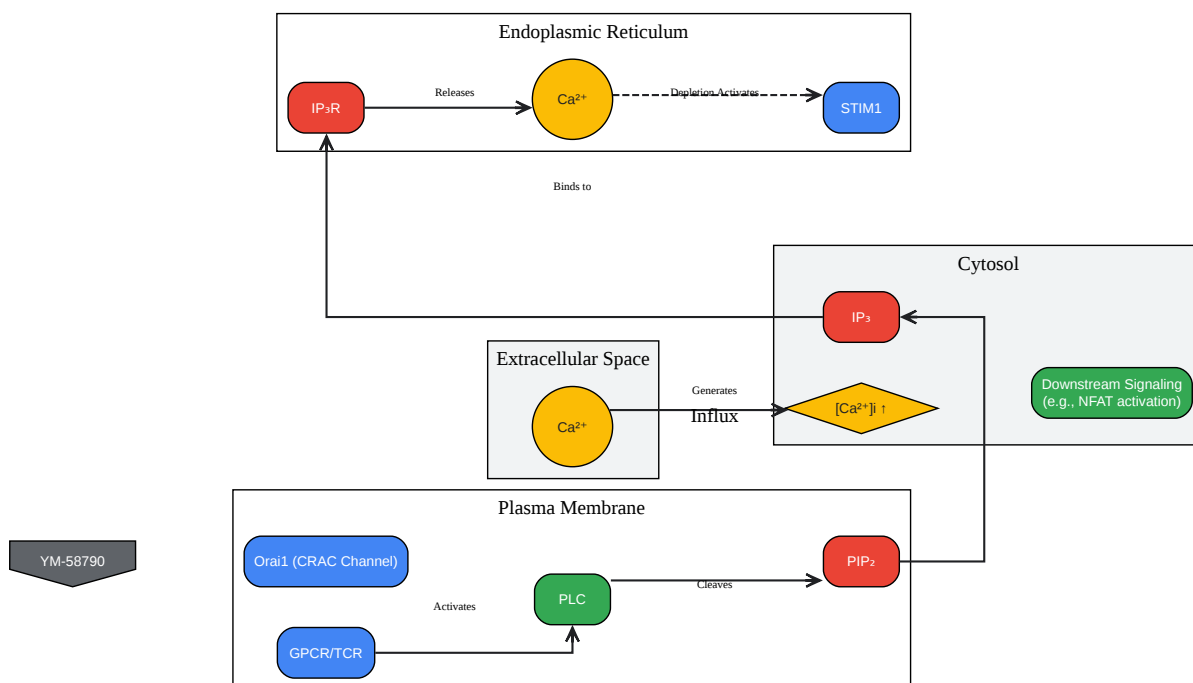 Endoplasmic Reticulum
IP₃R
Releases
Ca²⁺
Depletion Activates
STIM1
Binds to
Cytosol
IP₃
Extracellular Space
Ca²⁺
Generates
Influx
[Ca²⁺]i ↑
Downstream Signaling
(e.g., NFAT activation)
Plasma Membrane
YM-58790
Orai1 (CRAC Channel)
PIP₂
PLC
Cleaves
Activates
GPCR/TCR